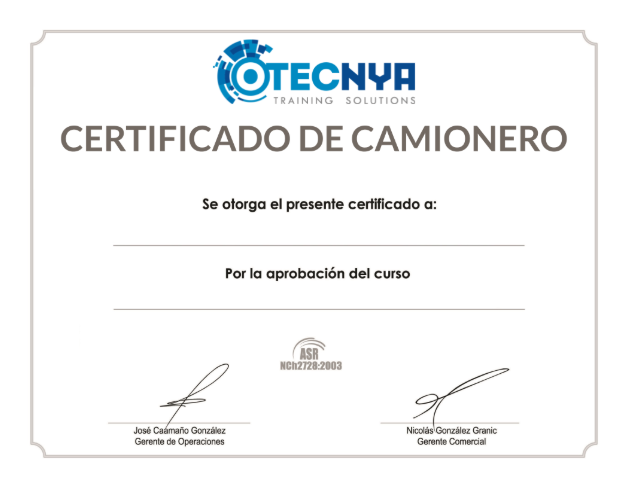 OTECNYA
TRAINING SOLUTIONS
CERTIFICADO DE CAMIONERO
Se otorga el presente certificado a:
Por la aprobación del curso
ASR
NCh2728:2003
José Caamaño González
Gerente de Operaciones
Nicolás González Granic
Gerente Comercial